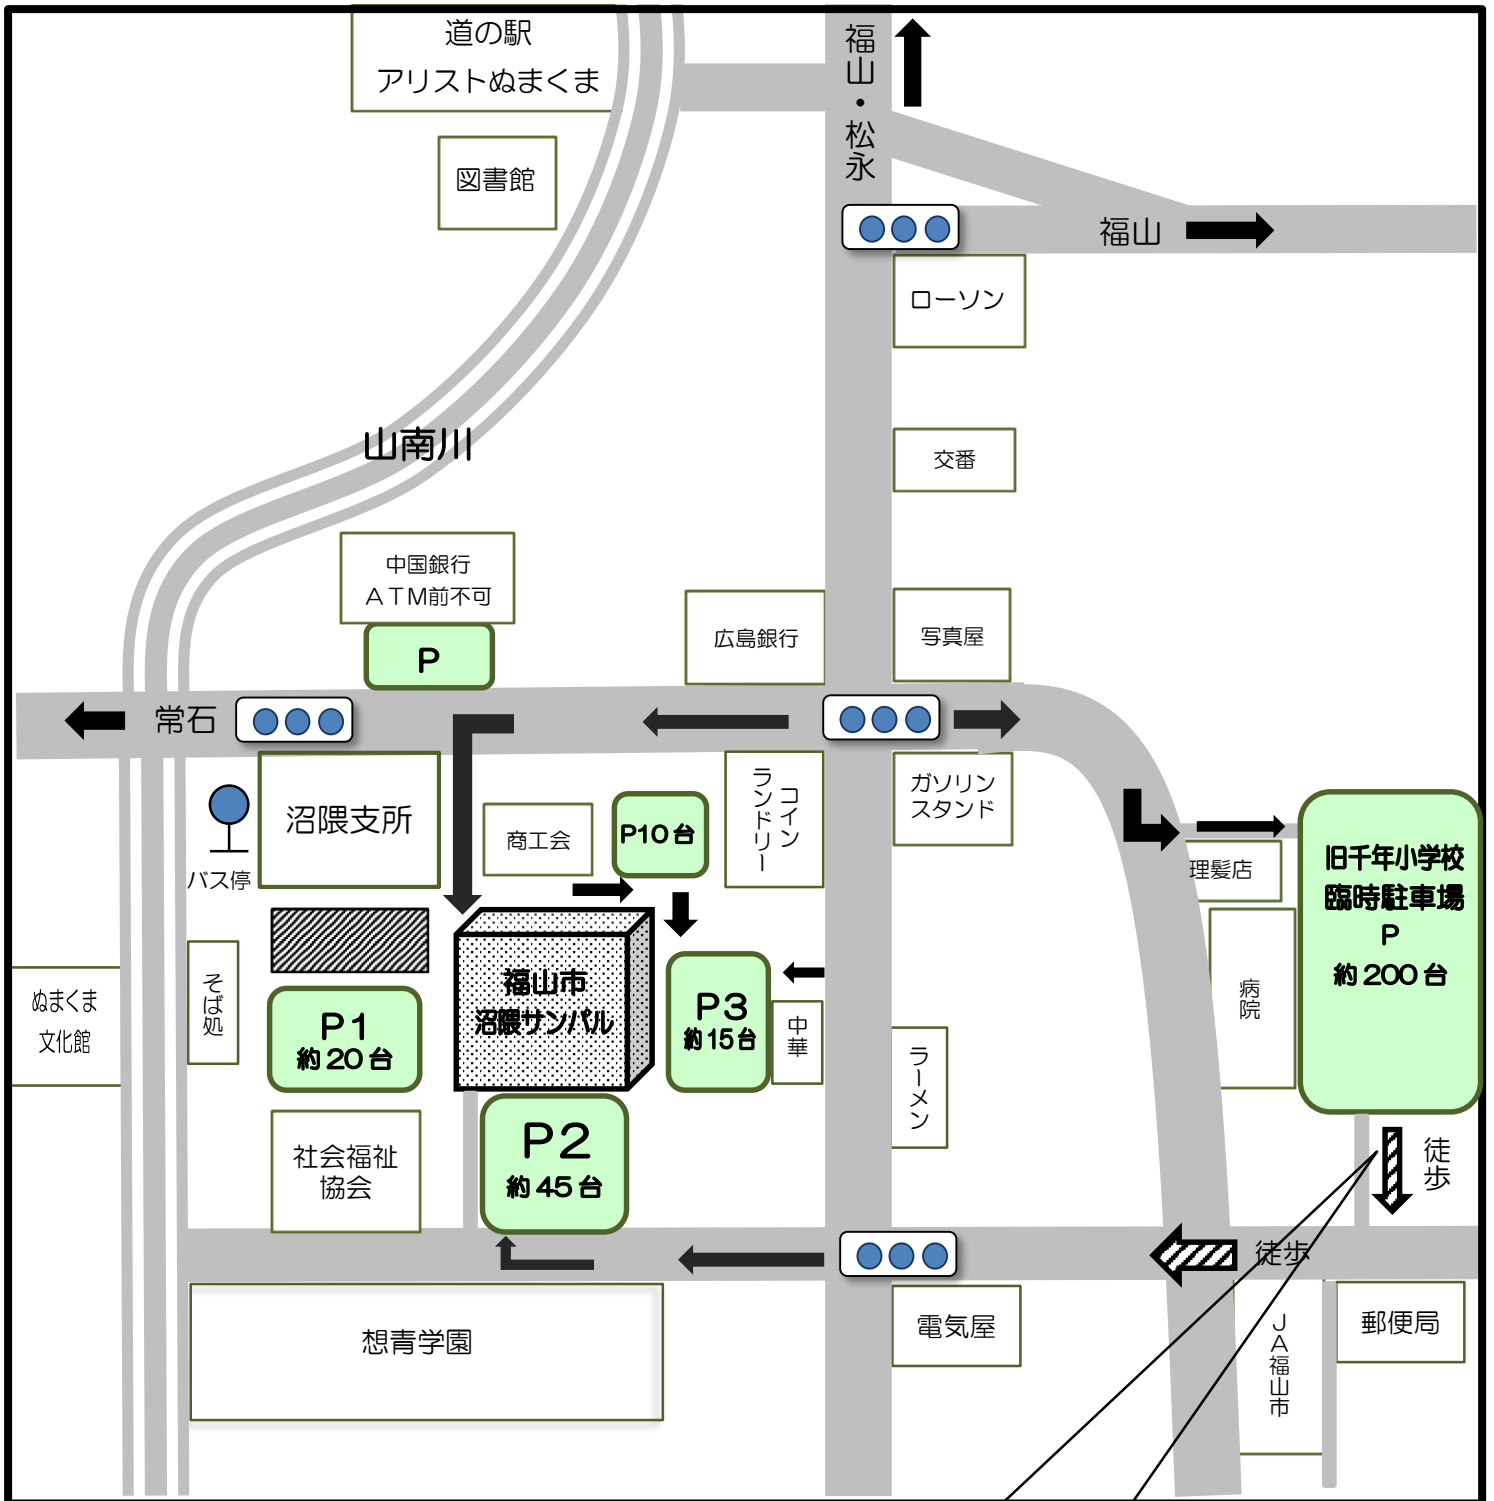 道の駅
アリストぬまくま
図書館
福山・松永
福山
ローソン
交番
山南川
中国銀行
ATM前不可
P
広島銀行
写真屋
常石
沼隈支所
バス停
商工会
P10台
コイン
ランドリー
ガソリン
スタンド
理髪店
旧千年小学校
臨時駐車場
P
約200台
病院
ぬまくま
文化館
そば処
P1
約20台
福山市
沼隈サンパル
P3
約15台
中華
ラーメン
社会福祉
協会
P2
約45台
徒歩
徒歩
想青学園
電気屋
JA福山市
郵便局